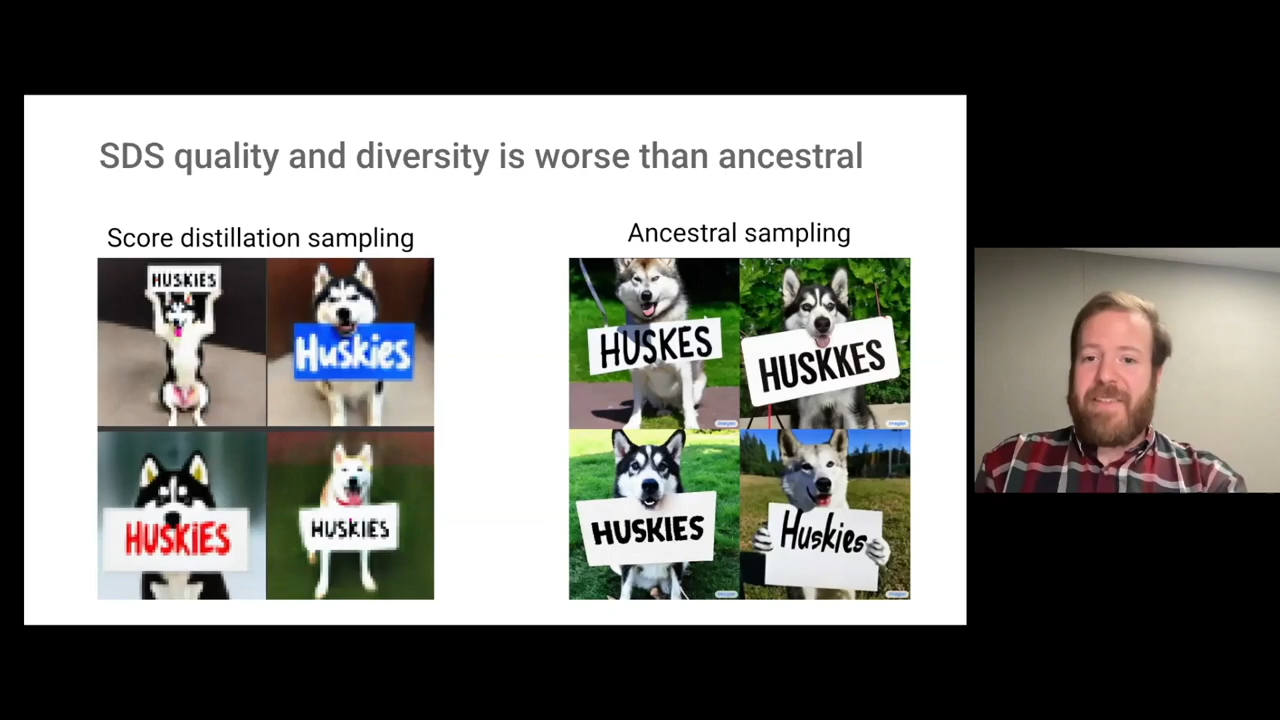 SDS quality and diversity is worse than ancestral
Score distillation sampling
Ancestral sampling
HUSKIES
Huskies
HUSKIES
HUSKIES
HUSKES
HUSKKES
HUSKIES
Huskies